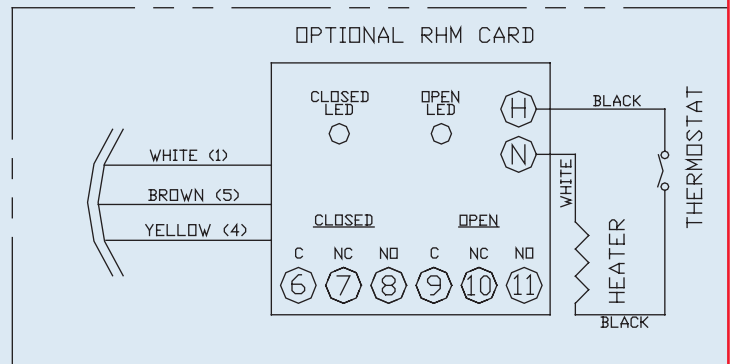 OPTIONAL RHM CARD
CLOSED
LED
OPEN
LED
H
N
BLACK
THERMOSTAT
WHITE (1)
BROWN (5)
YELLOW (4)
WHITE
HEATER
CLOSED
OPEN
C NC NO C NC NO
6 7 8 9 10 11
BLACK